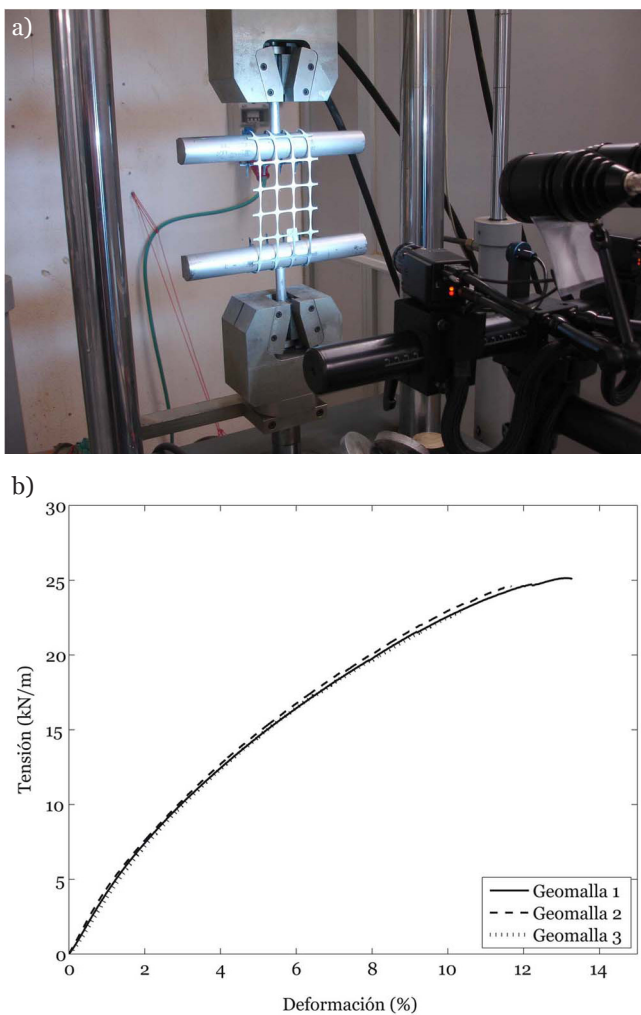 a)
b)
30
25
20
15
10
5
0
Tensión (kN/m)
Geomalla 1
Geomalla 2
Geomalla 3
0 2 4 6 8 10 12 14
Deformación (%)